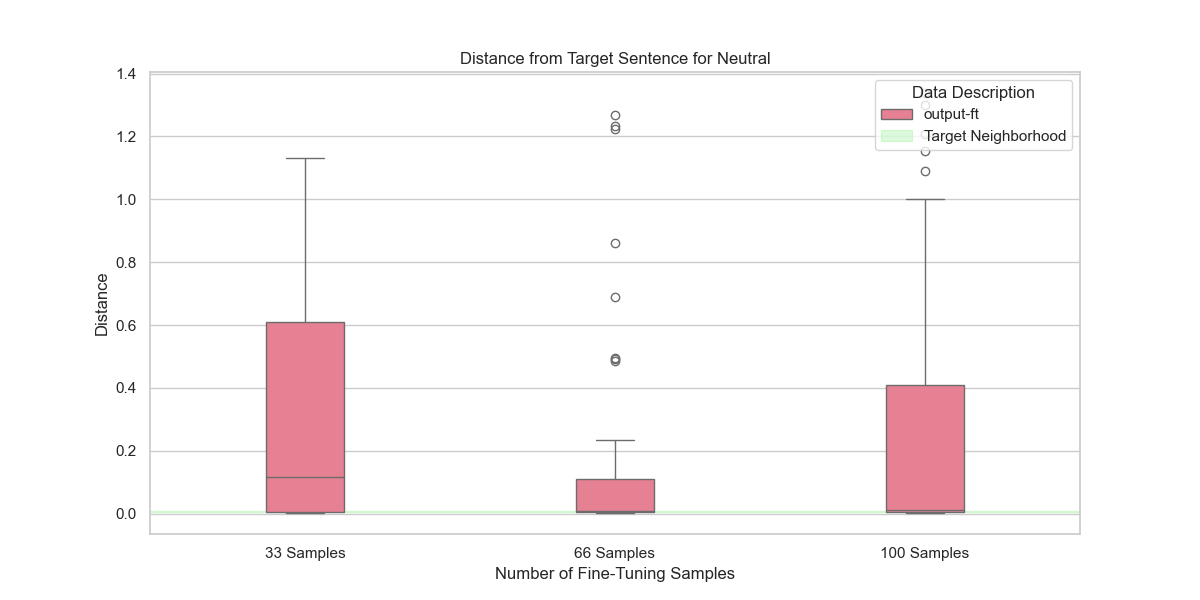 Distance from Target Sentence for Neutral
1.4
1.2
1.0
0.8
0.6
0.4
0.2
0.0
Distance
Data Description
output-ft
Target Neighborhood
33 Samples
66 Samples
100 Samples
Number of Fine-Tuning Samples